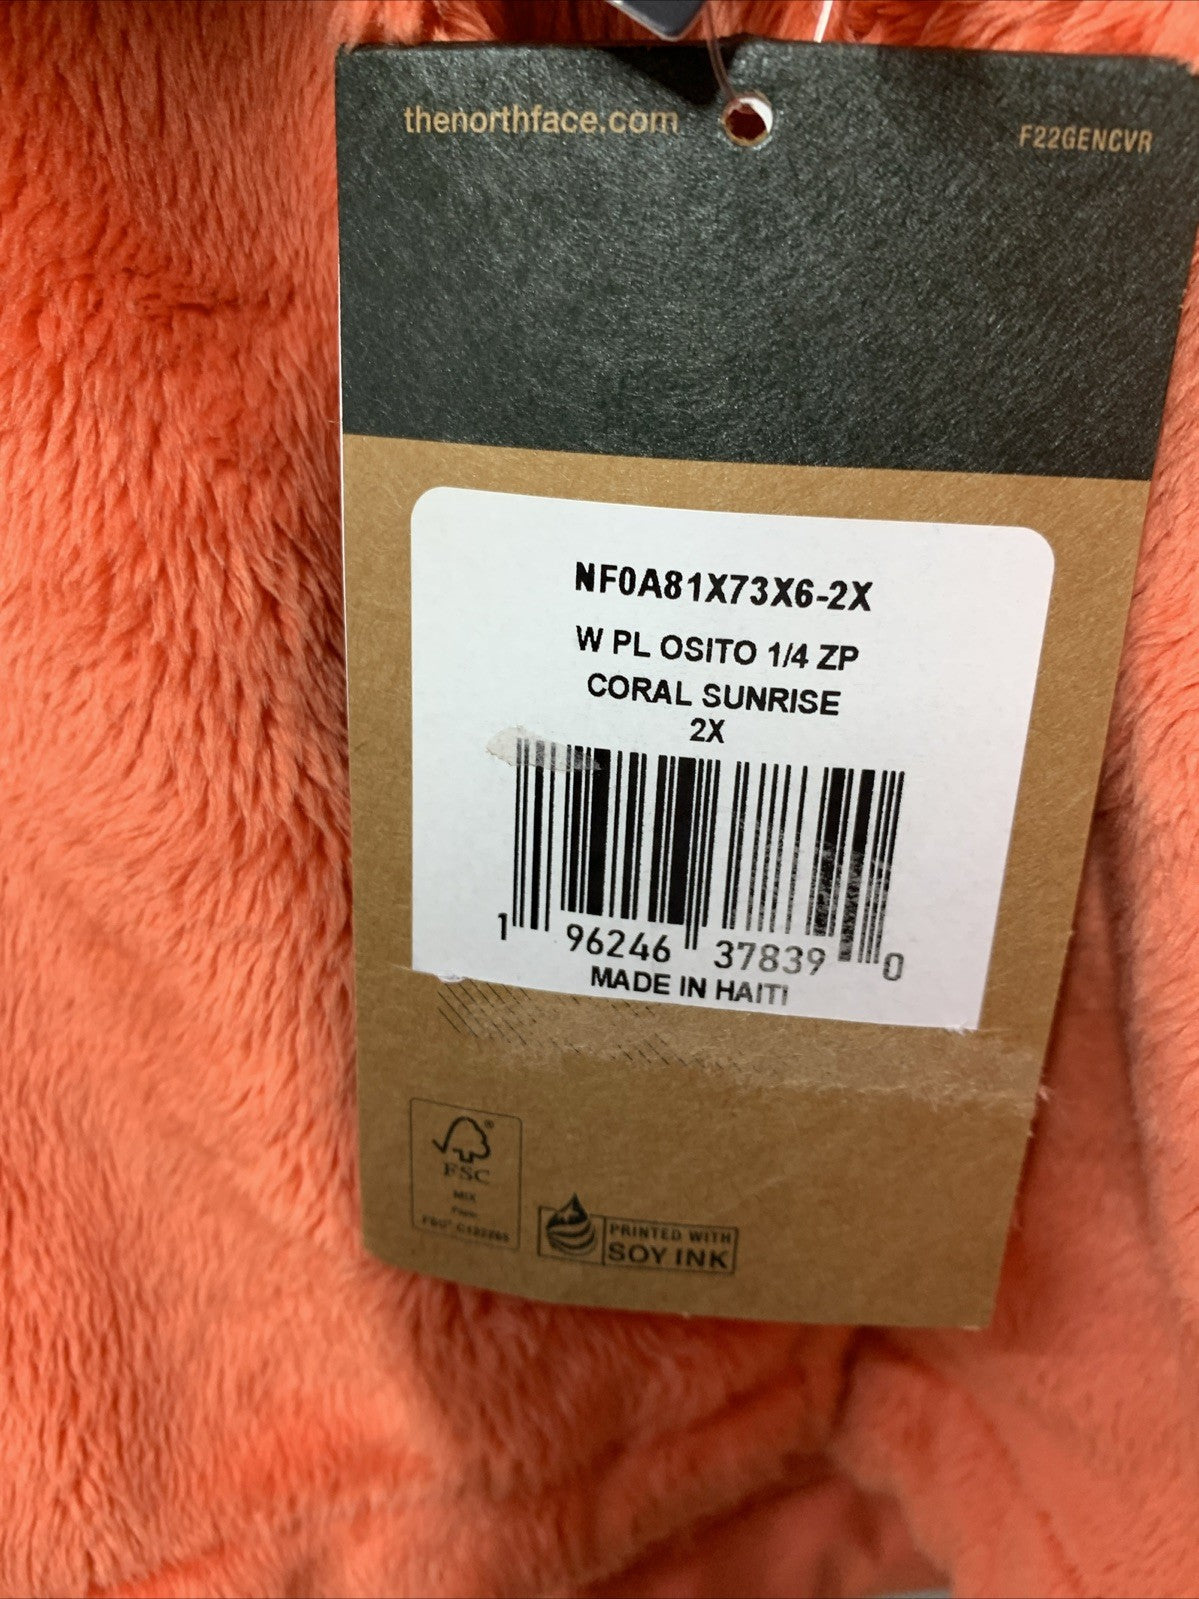 thenorthface.com
F22GENCVR
NF0A81X73X6-2X
W PL OSITO 1/4 ZP
CORAL SUNRISE
2X
1 96246 37839 0
MADE IN HAITI
FSC
MIX
PRINTED WITH
SOY INK